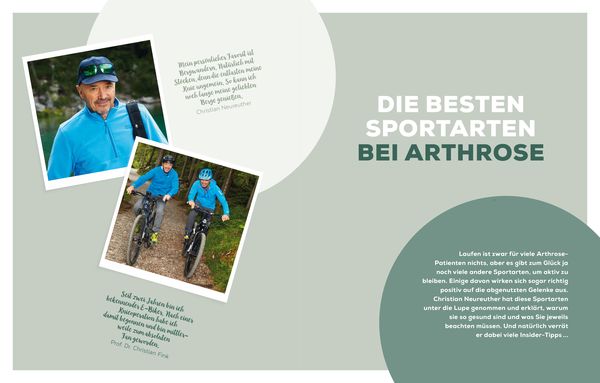 Mein persönlicher Favorit ist
Bergwandern. Natürlich mit
Stöcken, denn die entlasten meine
Knie ungemein. So kann ich
noch lange meine geliebten
Berge genießen.
Christian Neureuther
DIE BESTEN
SPORTARTEN
BEI ARTHROSE
Seit zwei Jahren bin ich
bekennender E-Biker. Nach einer
Knieoperation habe ich
damit begonnen und bin mittler-
weile zum absoluten
Fan geworden.
Prof. Dr. Christian Fink
Laufen ist zwar für viele Arthrose-
Patienten nichts, aber es gibt zum Glück ja
noch viele andere Sportarten, um aktiv zu
bleiben. Einige davon wirken sich sogar richtig
positiv auf die abgenutzten Gelenke aus.
Christian Neureuther hat diese Sportarten
unter die Lupe genommen und erklärt, warum
sie so gesund sind und was Sie jeweils
beachten müssen. Und natürlich verrät
er dabei viele Insider-Tipps ...